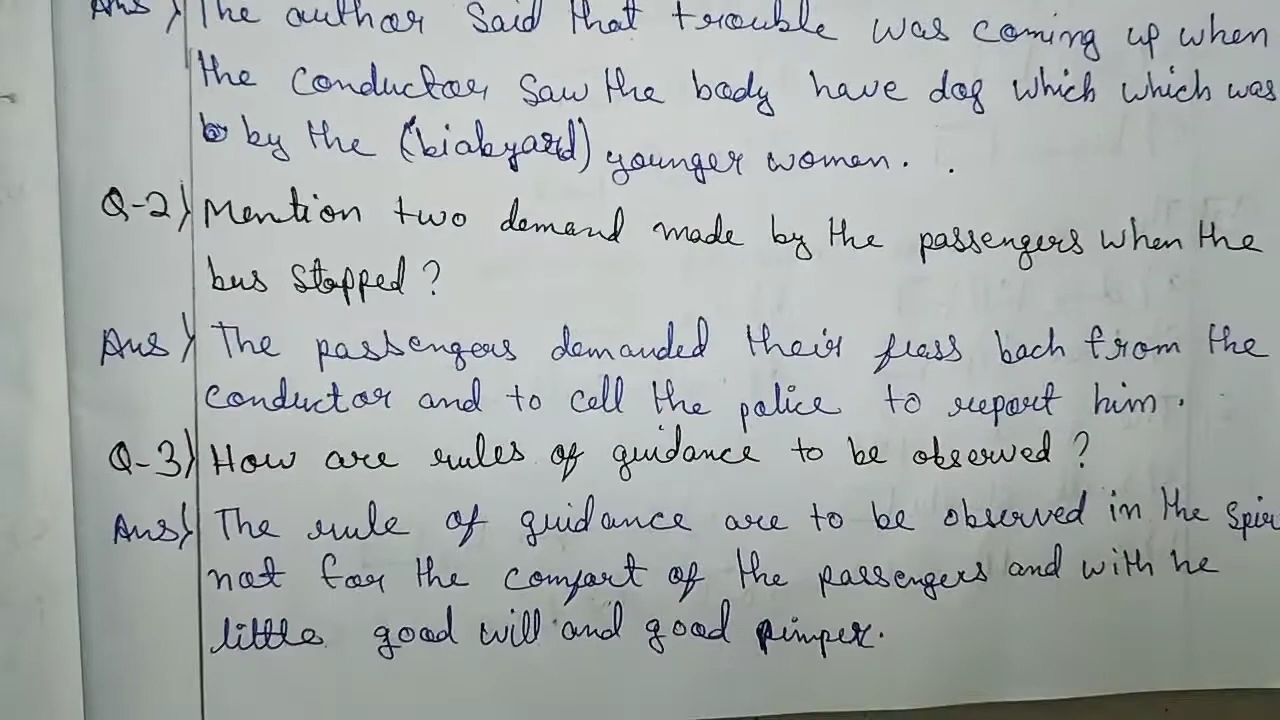 Ans) The author said that trouble was coming up when
the conductor saw the body have dog which which was
by the (biakyard) younger women.
Q-2) Mention two demand made by the passengers when the
bus stopped?
Ans) The passengers demanded their fress bach from the
conductor and to cell the police to report him.
Q-3) How are rules of guidance to be observed?
Ans) The rule of guidance are to be observed in the Spir
not for the comfort of the passengers and with he
little good will and good pimper.